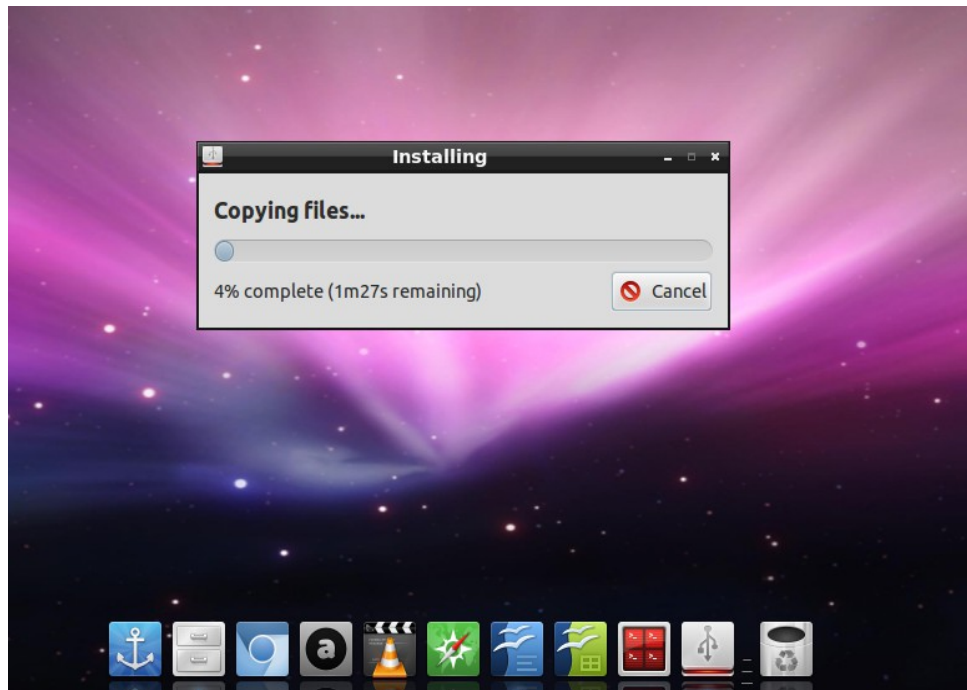 Installing
Copying files...
4% complete (1m27s remaining)
Cancel
a